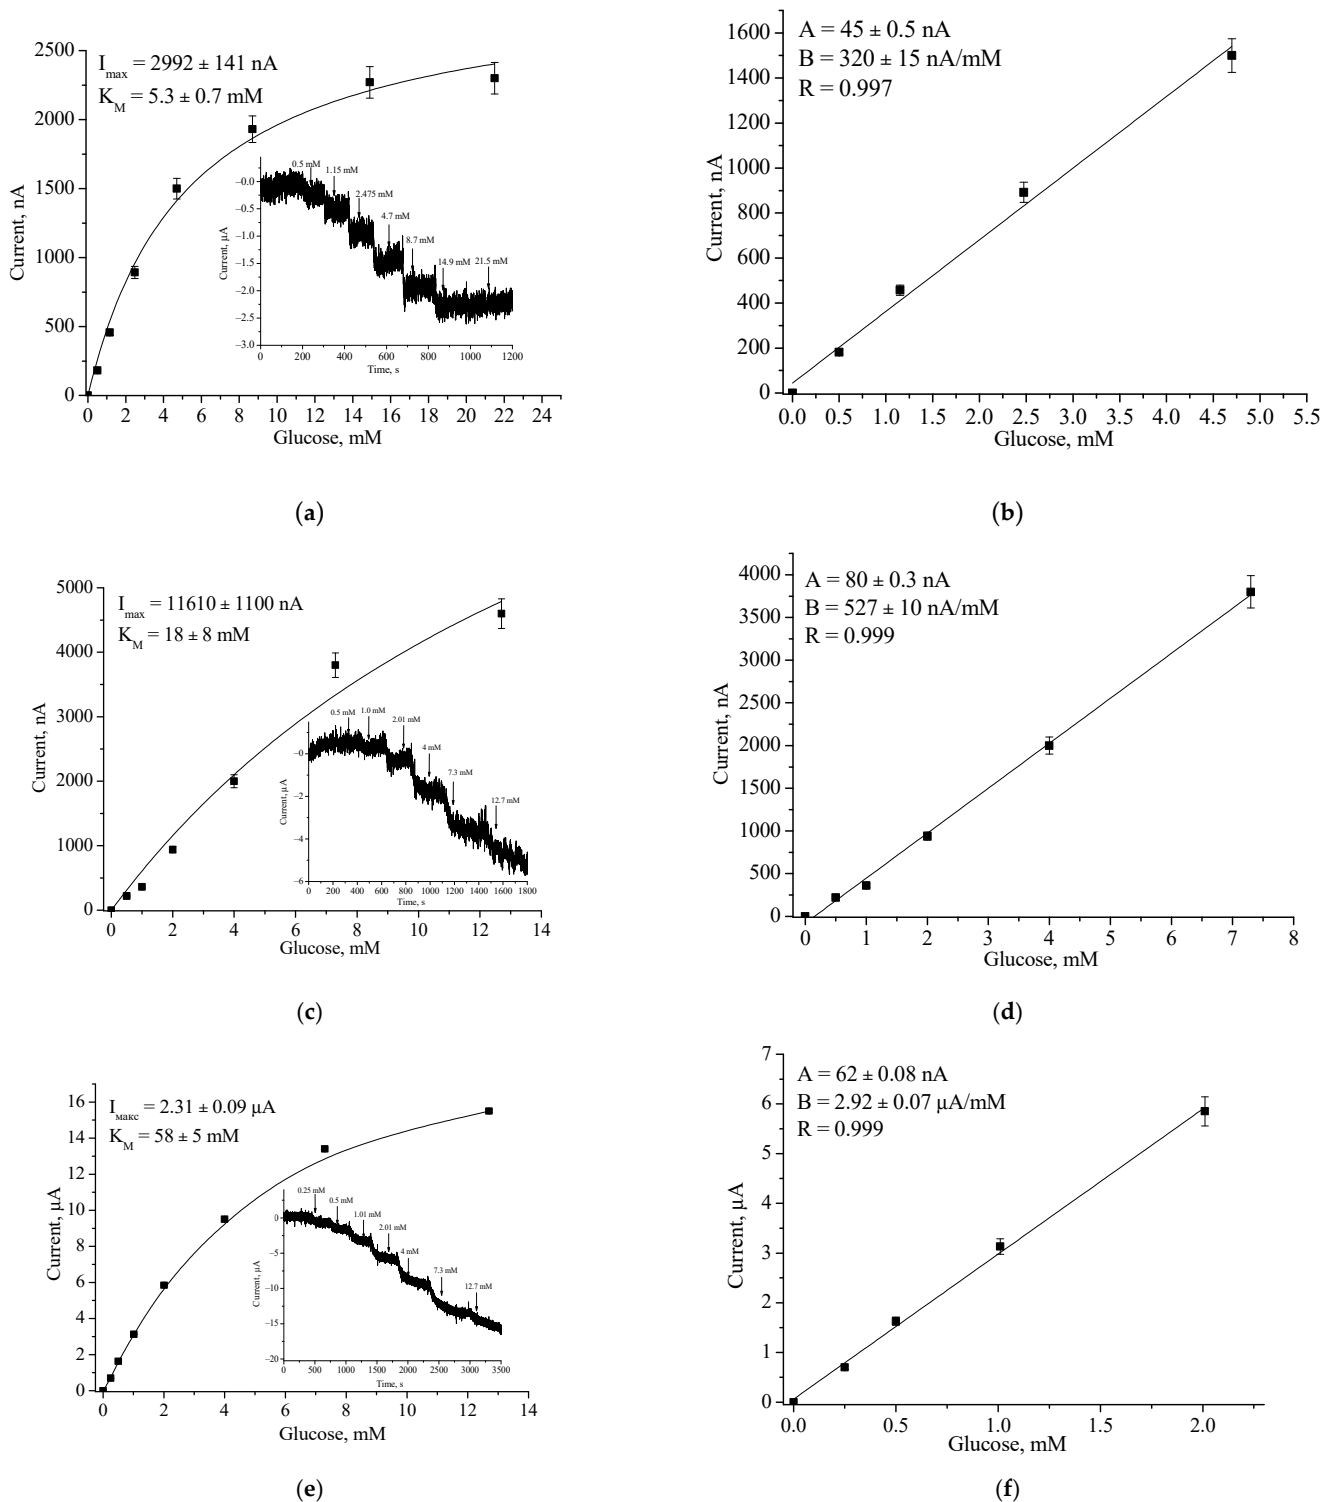 I_max = 2992 ± 141 nA
K_M = 5.3 ± 0.7 mM
Current, nA
2500
2000
1500
1000
500
0
0 2 4 6 8 10 12 14 16 18 20 22 24
Glucose, mM
0.5 mM
1.15 mM
2.475 mM
4.7 mM
8.7 mM
14.9 mM
21.5 mM
Current, µA
−0.0
−0.5
−1.0
−1.5
−2.0
−2.5
−3.0
0 200 400 600 800 1000 1200
Time, s
(a)
A = 45 ± 0.5 nA
B = 320 ± 15 nA/mM
R = 0.997
Current, nA
1600
1400
1200
1000
800
600
400
200
0
0.0 0.5 1.0 1.5 2.0 2.5 3.0 3.5 4.0 4.5 5.0 5.5
Glucose, mM
(b)
I_max = 11610 ± 1100 nA
K_M = 18 ± 8 mM
Current, nA
5000
4000
3000
2000
1000
0
0 2 4 6 8 10 12 14
Glucose, mM
0.5 mM
1.0 mM
2.01 mM
4 mM
7.3 mM
12.7 mM
Current, µA
−0
−2
−4
−6
0 200 400 600 800 1000 1200 1400 1600 1800
Time, s
(c)
A = 80 ± 0.3 nA
B = 527 ± 10 nA/mM
R = 0.999
Current, nA
4000
3500
3000
2500
2000
1500
1000
500
0
0 1 2 3 4 5 6 7 8
Glucose, mM
(d)
I_макс = 2.31 ± 0.09 µA
K_M = 58 ± 5 mM
Current, µA
16
14
12
10
8
6
4
2
0
0 2 4 6 8 10 12 14
Glucose, mM
0.25 mM
0.5 mM
1.01 mM
2.01 mM
4 mM
7.3 mM
12.7 mM
Current, µA
0
−5
−10
−15
−20
0 500 1000 1500 2000 2500 3000 3500
Time, s
(e)
A = 62 ± 0.08 nA
B = 2.92 ± 0.07 µA/mM
R = 0.999
Current, µA
7
6
5
4
3
2
1
0
0.0 0.5 1.0 1.5 2.0
Glucose, mM
(f)